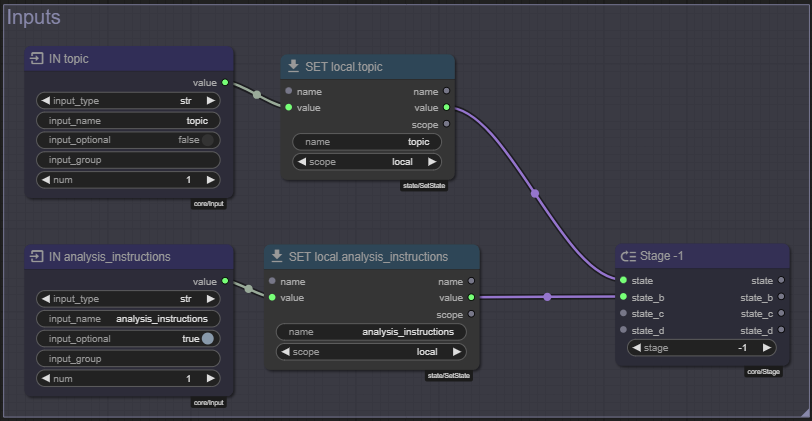 Inputs
IN topic
value
input_type str
input_name topic
input_optional false
input_group
num 1
core/Input
SET local.topic
name name
value value
scope
name topic
scope local
state/SetState
IN analysis_instructions
value
input_type str
input_name analysis_instructions
input_optional true
input_group
num 1
core/Input
SET local.analysis_instructions
name name
value value
scope
name analysis_instructions
scope local
state/SetState
Stage -1
state state
state_b state_b
state_c state_c
state_d state_d
stage -1
core/Stage